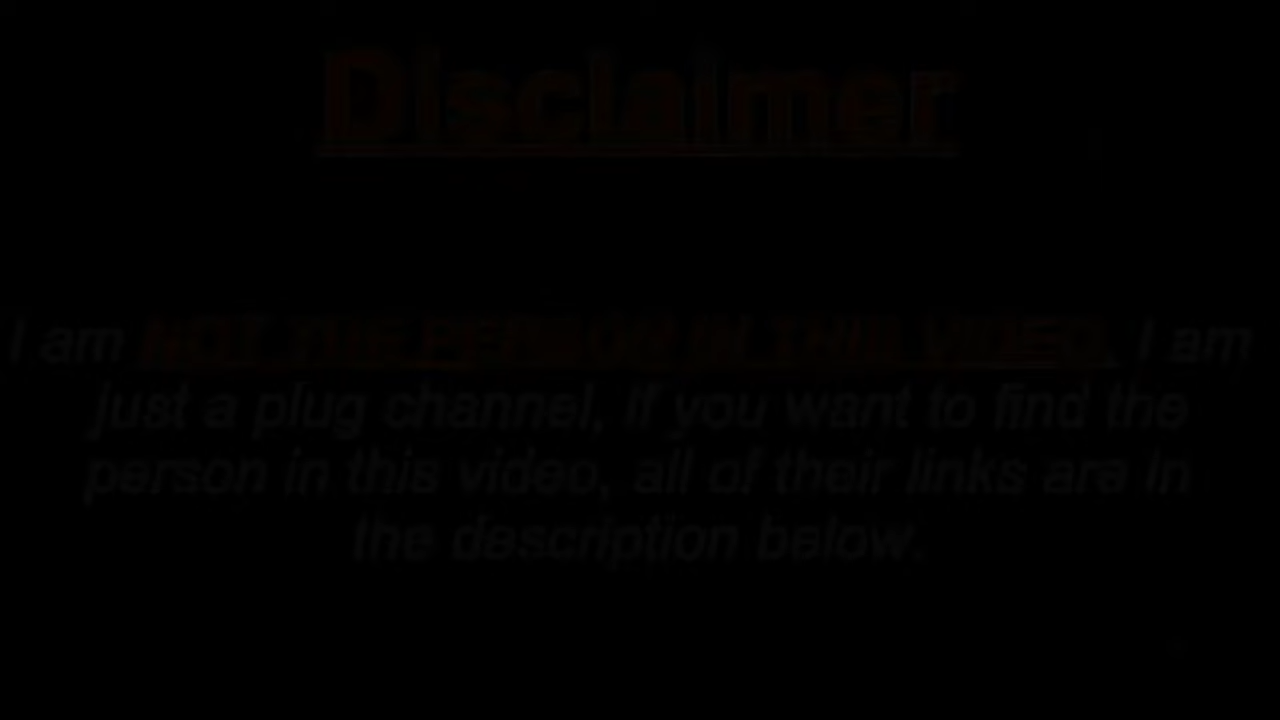 Disclaimer
I am NOT THE PERSON IN THIS VIDEO. I am
just a plug channel, if you want to find the
person in this video, all of their links are in
the description below.